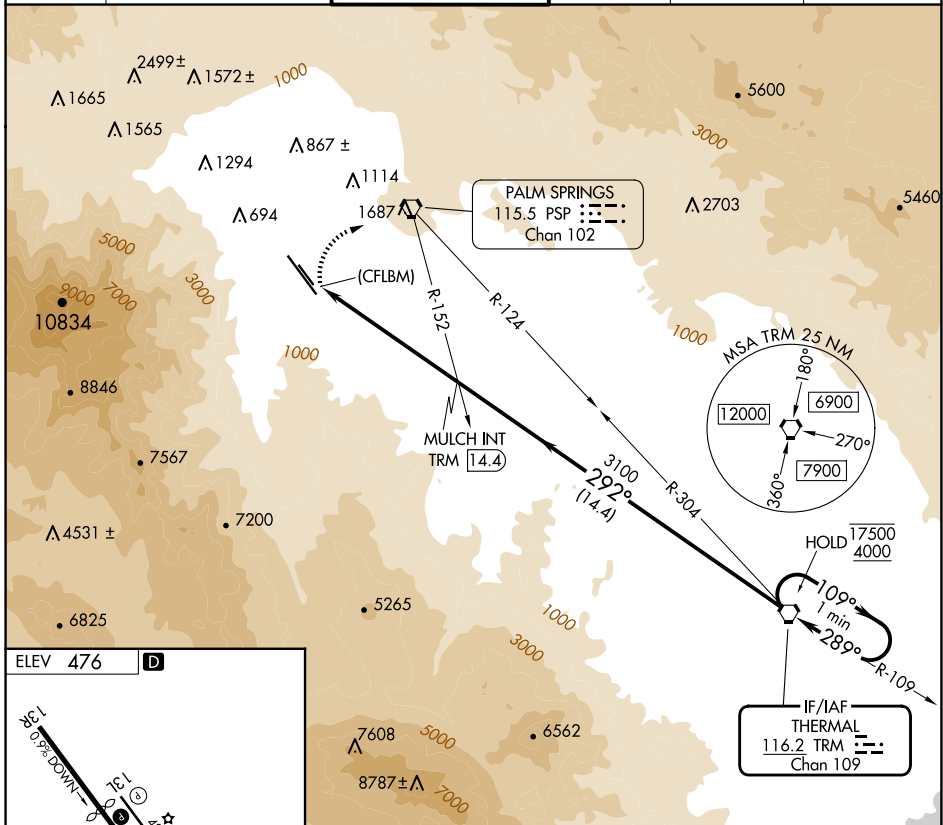 2499±
1572 ±
1000
5600
1665
1565
3000
867 ±
1294
1114
PALM SPRINGS
115.5 PSP
Chan 102
2703
5460
694
1687
5000
(CFLBM)
R-152
R-124
9000
7000
3000
10834
1000
1000
MSA TRM 25 NM
180°
8846
12000
6900
270°
MULCH INT
TRM 14.4
7900
360°
7567
3100
292°
(14.4)
R-304
7200
4531 ±
HOLD 17500
4000
109°
1 min
289°
R-109
5265
1000
6825
3000
ELEV 476 D
IF/IAF
THERMAL
116.2 TRM
Chan 109
13R
0.9% DOWN
13L
P
P
7608
5000
6562
8787±
7000